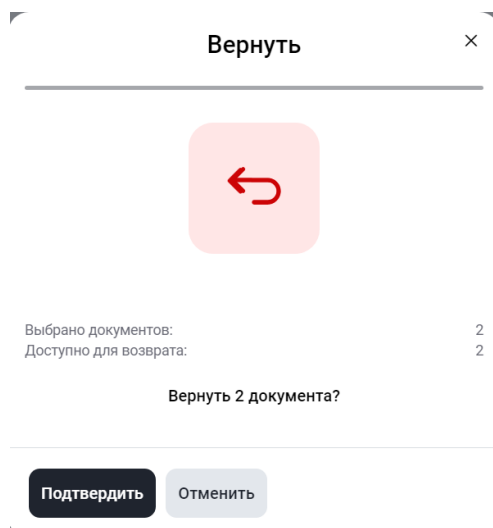 Вернуть
Выбрано документов: 2
Доступно для возврата: 2
Вернуть 2 документа?
Подтвердить Отменить